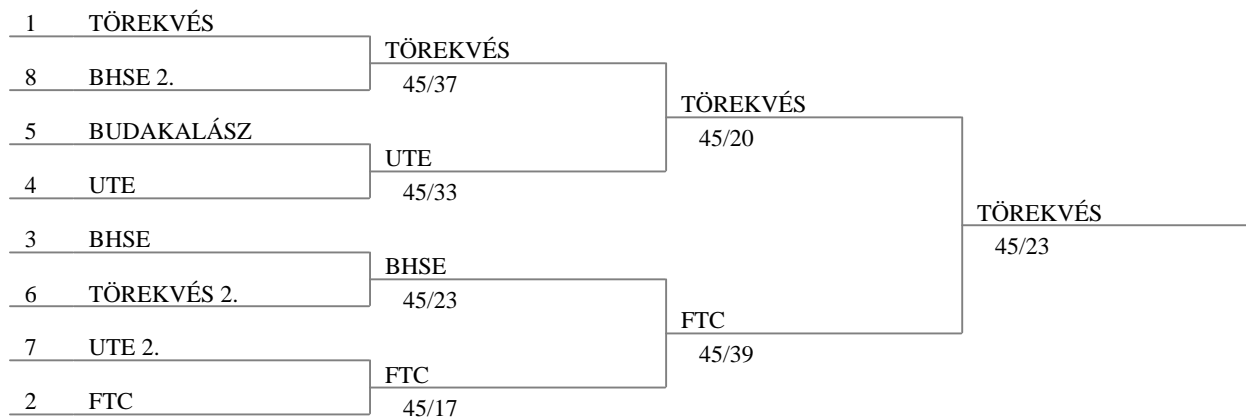 1 TÖREKVÉS
TÖREKVÉS
8 BHSE 2.
45/37
TÖREKVÉS
5 BUDAKALÁSZ
45/20
UTE
4 UTE
45/33
TÖREKVÉS
3 BHSE
45/23
BHSE
6 TÖREKVÉS 2.
45/23
FTC
7 UTE 2.
45/39
FTC
2 FTC
45/17